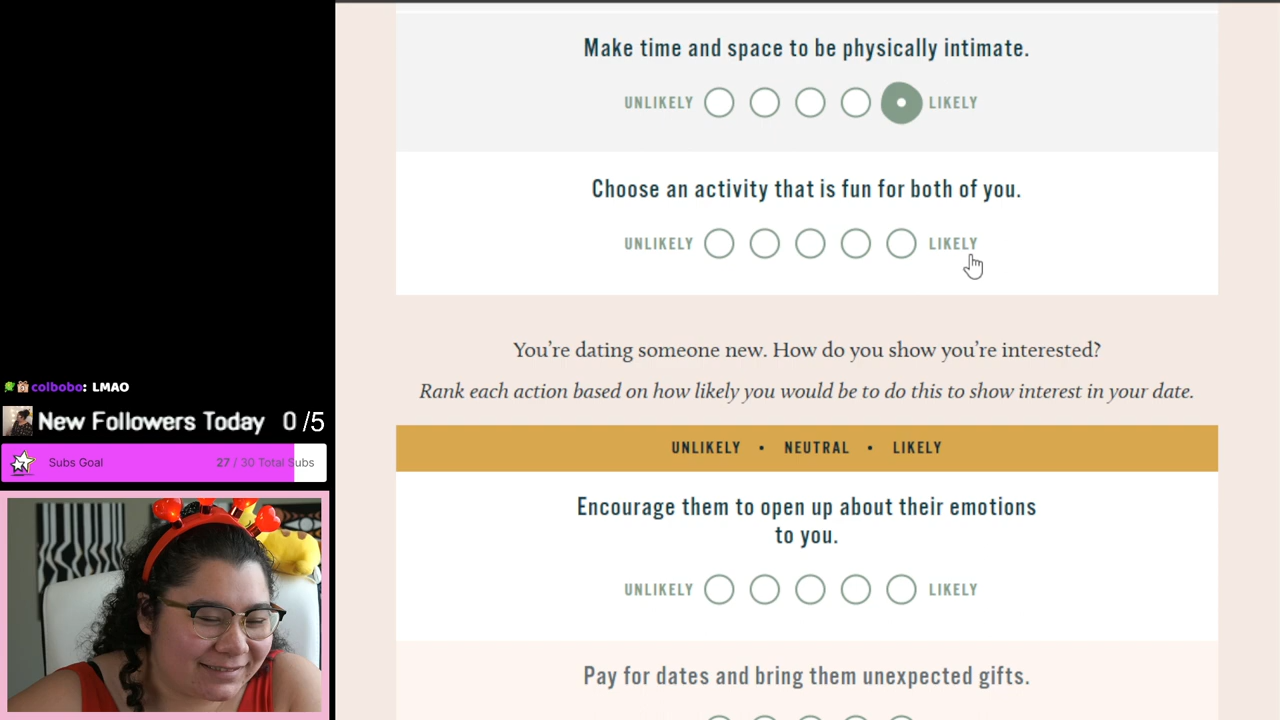 Make time and space to be physically intimate.
UNLIKELY LIKELY
Choose an activity that is fun for both of you.
UNLIKELY LIKELY
You're dating someone new. How do you show you're interested?
Rank each action based on how likely you would be to do this to show interest in your date.
UNLIKELY • NEUTRAL • LIKELY
Encourage them to open up about their emotions
to you.
UNLIKELY LIKELY
Pay for dates and bring them unexpected gifts.
colbobo: LMAO
New Followers Today 0 /5
Subs Goal 27 / 30 Total Subs